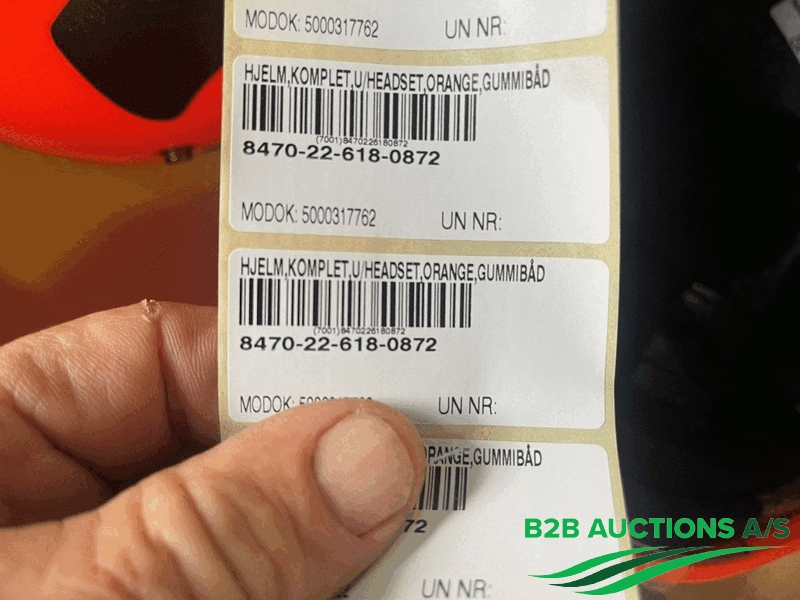 MODOK: 5000317762 UN NR:
HJELM,KOMPLET,U/HEADSET,ORANGE,GUMMIBÅD
(7001)8470226180872
8470-22-618-0872
MODOK: 5000317762 UN NR:
HJELM,KOMPLET,U/HEADSET,ORANGE,GUMMIBÅD
(7001)8470226180872
8470-22-618-0872
MODOK: UN NR:
ORANGE,GUMMIBÅD
72
UN NR:
B2B AUCTIONS A/S